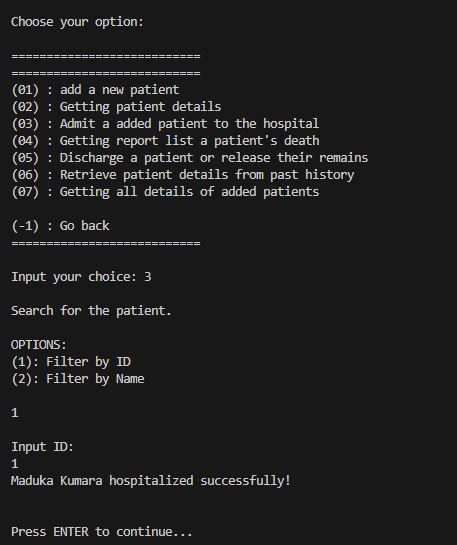 Choose your option:
===========================
===========================
(01) : add a new patient
(02) : Getting patient details
(03) : Admit a added patient to the hospital
(04) : Getting report list a patient's death
(05) : Discharge a patient or release their remains
(06) : Retrieve patient details from past history
(07) : Getting all details of added patients
(-1) : Go back
===========================
Input your choice: 3
Search for the patient.
OPTIONS:
(1): Filter by ID
(2): Filter by Name
1
Input ID:
1
Maduka Kumara hospitalized successfully!
Press ENTER to continue...